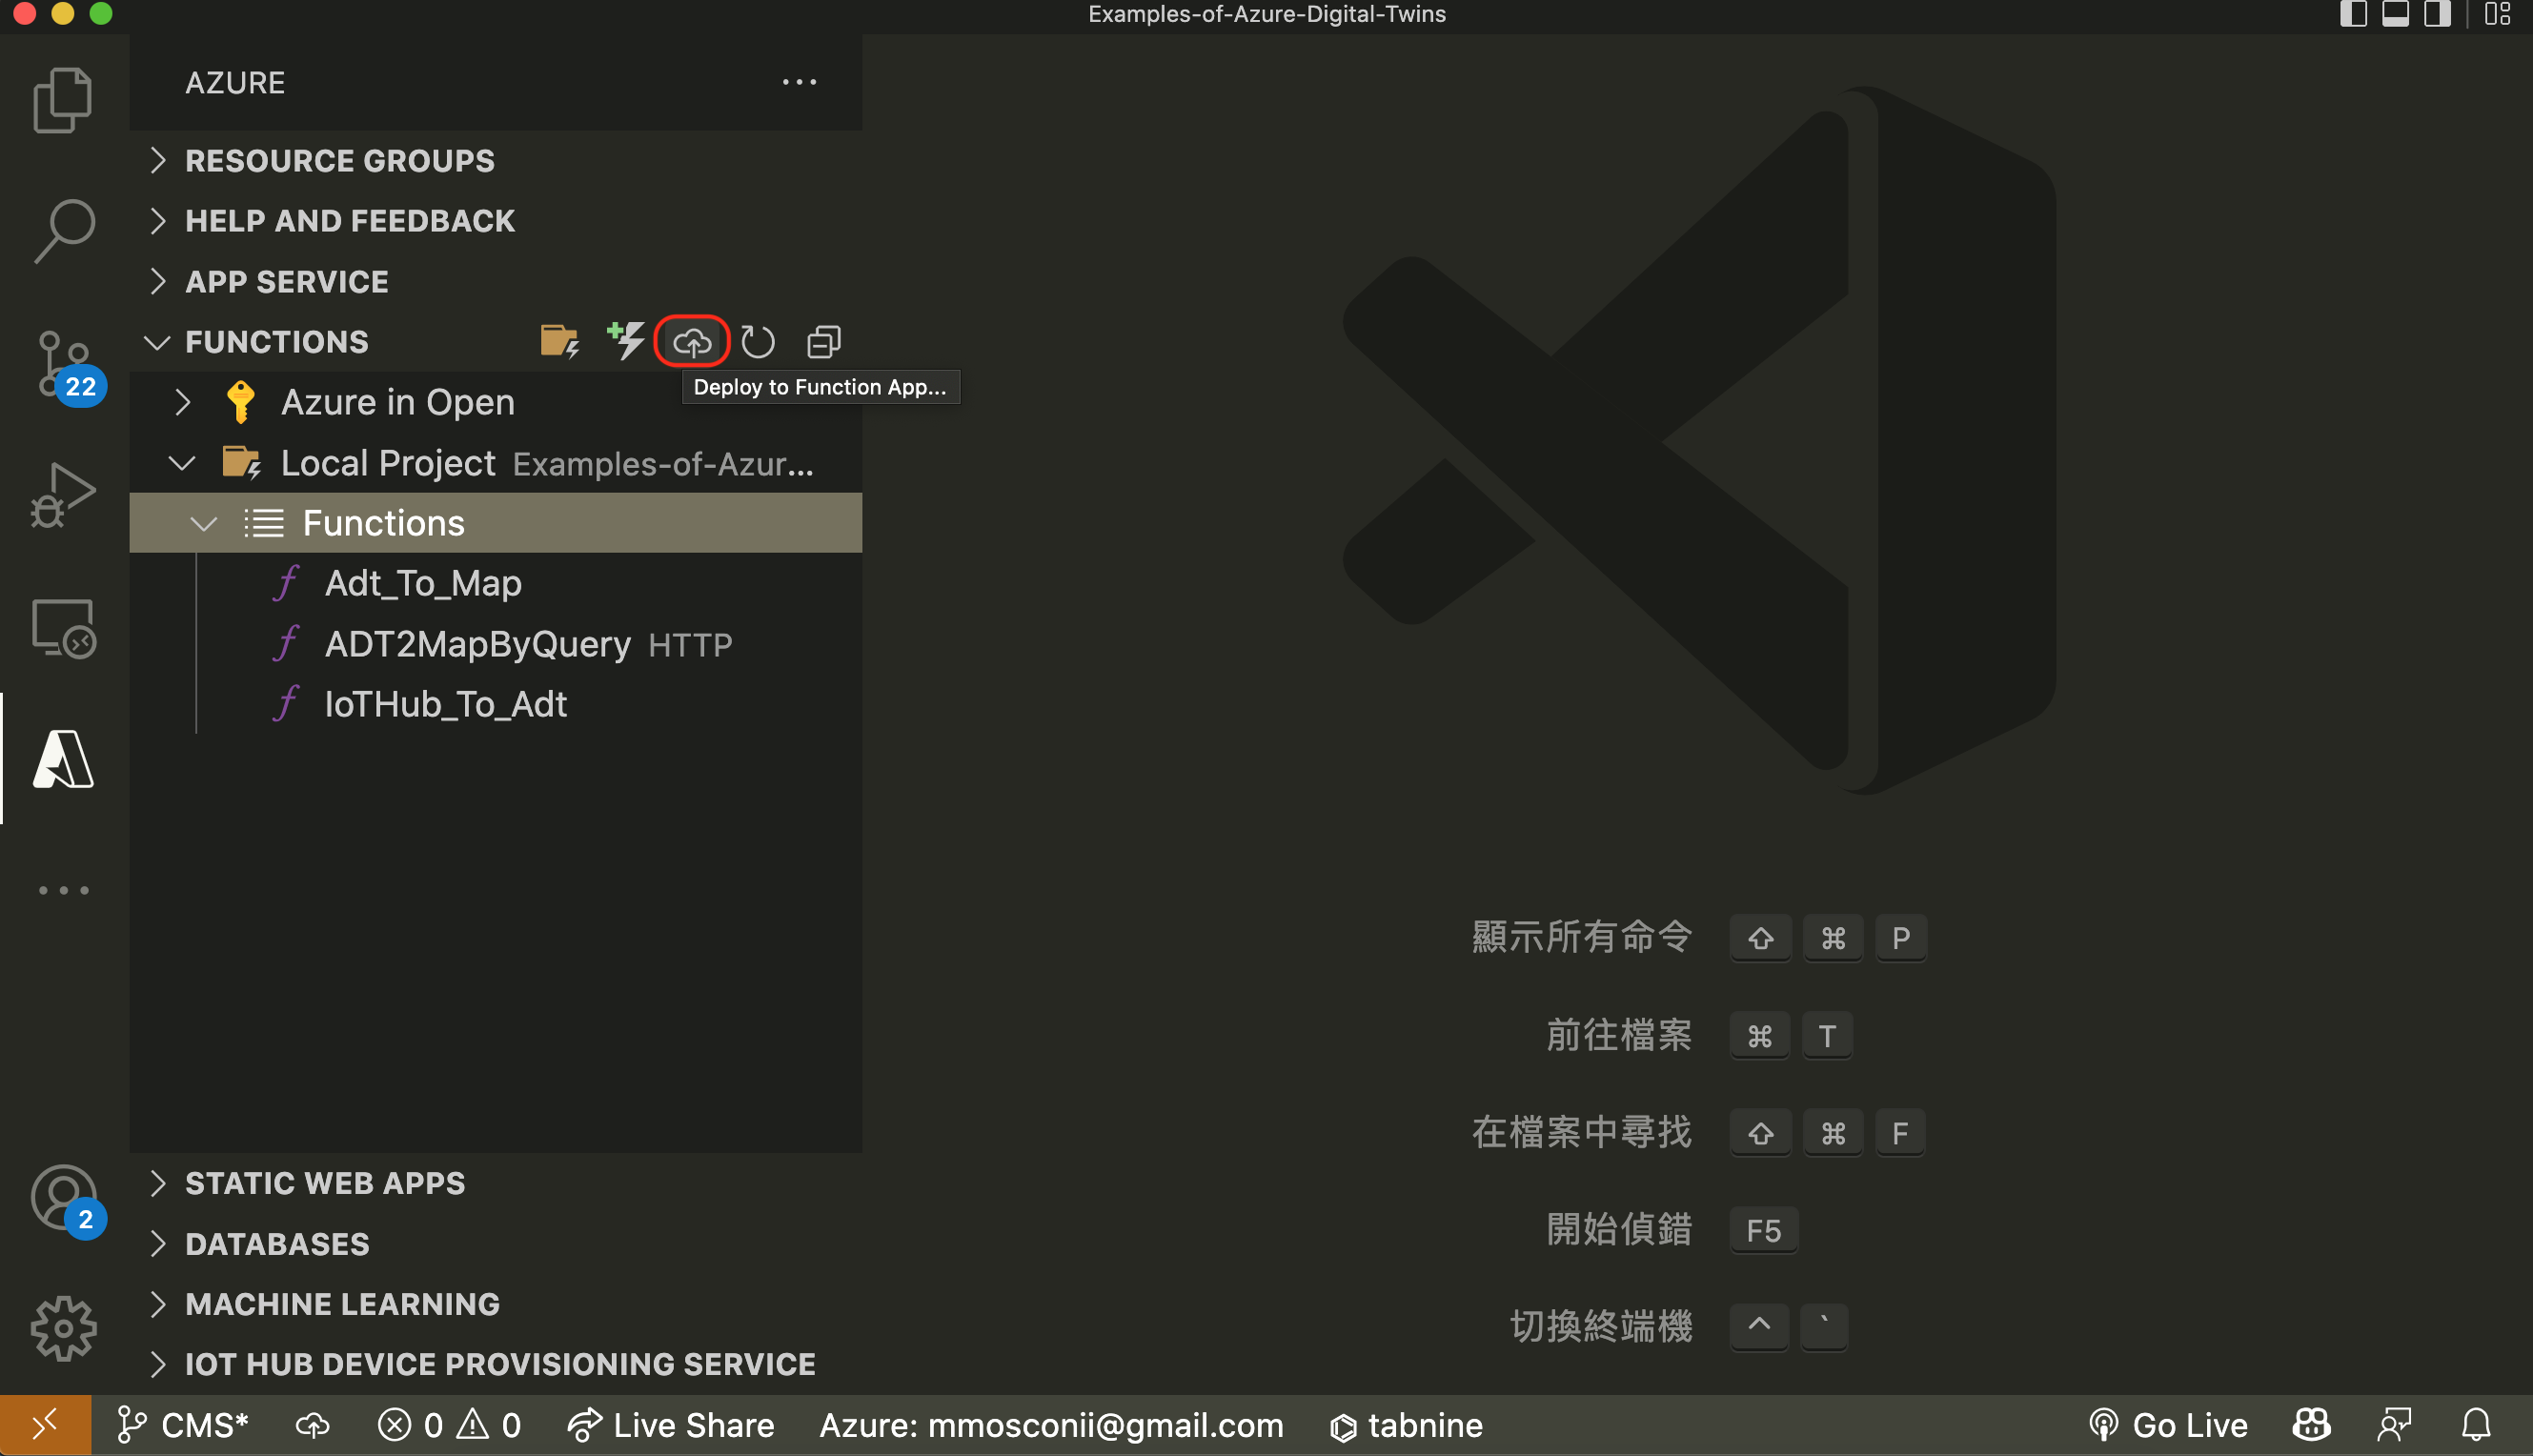 Examples-of-Azure-Digital-Twins
AZURE
RESOURCE GROUPS
HELP AND FEEDBACK
APP SERVICE
FUNCTIONS
Deploy to Function App...
Azure in Open
Local Project Examples-of-Azur...
Functions
Adt_To_Map
ADT2MapByQuery HTTP
IoTHub_To_Adt
22
2
STATIC WEB APPS
DATABASES
MACHINE LEARNING
IOT HUB DEVICE PROVISIONING SERVICE
顯示所有命令 ⇧ ⌘ P
前往檔案 ⌘ T
在檔案中尋找 ⇧ ⌘ F
開始偵錯 F5
切換終端機 ^ `
CMS* 0 0 Live Share Azure: mmosconii@gmail.com tabnine Go Live